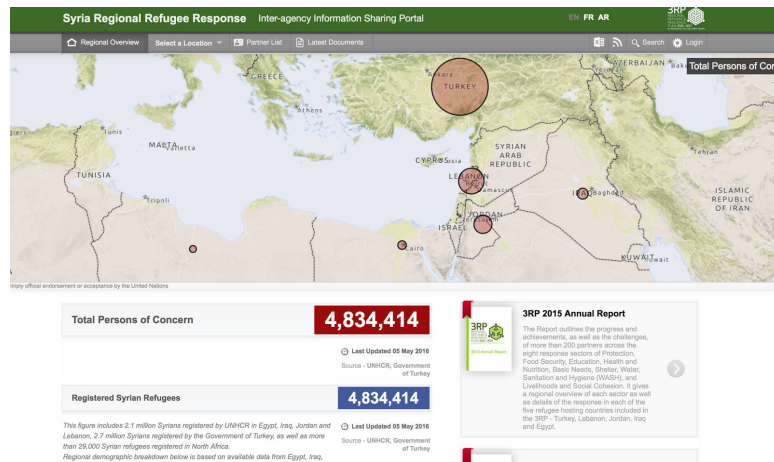 Syria Regional Refugee Response Inter-agency Information Sharing Portal
EN FR AR
3RP
Regional Overview Select a Location Partner List Latest Documents Search Login
Total Persons of Con
AZERBAIJAN
GREECE
Ankara
TURKEY
Athens
Tunis
MALTA
Valletta
CYPRUS
SYRIAN
ARAB
REPUBLIC
Tehran
LEBANON
Beirut
IRAQ Baghdad
TUNISIA
ISLAMIC
REPUBLIC
OF IRAN
Tripoli
JORDAN
ISRAEL
Cairo
KUWAIT
imply official endorsement or acceptance by the United Nations
Total Persons of Concern 4,834,414
Last Updated 05 May 2016
Source - UNHCR, Government
of Turkey
Registered Syrian Refugees 4,834,414
This figure includes 2.1 million Syrians registered by UNHCR in Egypt, Iraq, Jordan and
Lebanon, 2.7 million Syrians registered by the Government of Turkey, as well as more
than 29,000 Syrian refugees registered in North Africa.
Regional demographic breakdown below is based on available data from Egypt, Iraq,
Last Updated 05 May 2016
Source - UNHCR, Government
of Turkey
3RP
2015 Annual Report
3RP 2015 Annual Report
The Report outlines the progress and
achievements, as well as the challenges,
of more than 200 partners across the
eight response sectors of Protection,
Food Security, Education, Health and
Nutrition, Basic Needs, Shelter, Water,
Sanitation and Hygiene (WASH), and
Livelihoods and Social Cohesion. It gives
a regional overview of each sector as well
as details of the response in each of the
five refugee hosting countries included in
the 3RP - Turkey, Lebanon, Jordan, Iraq
and Egypt.